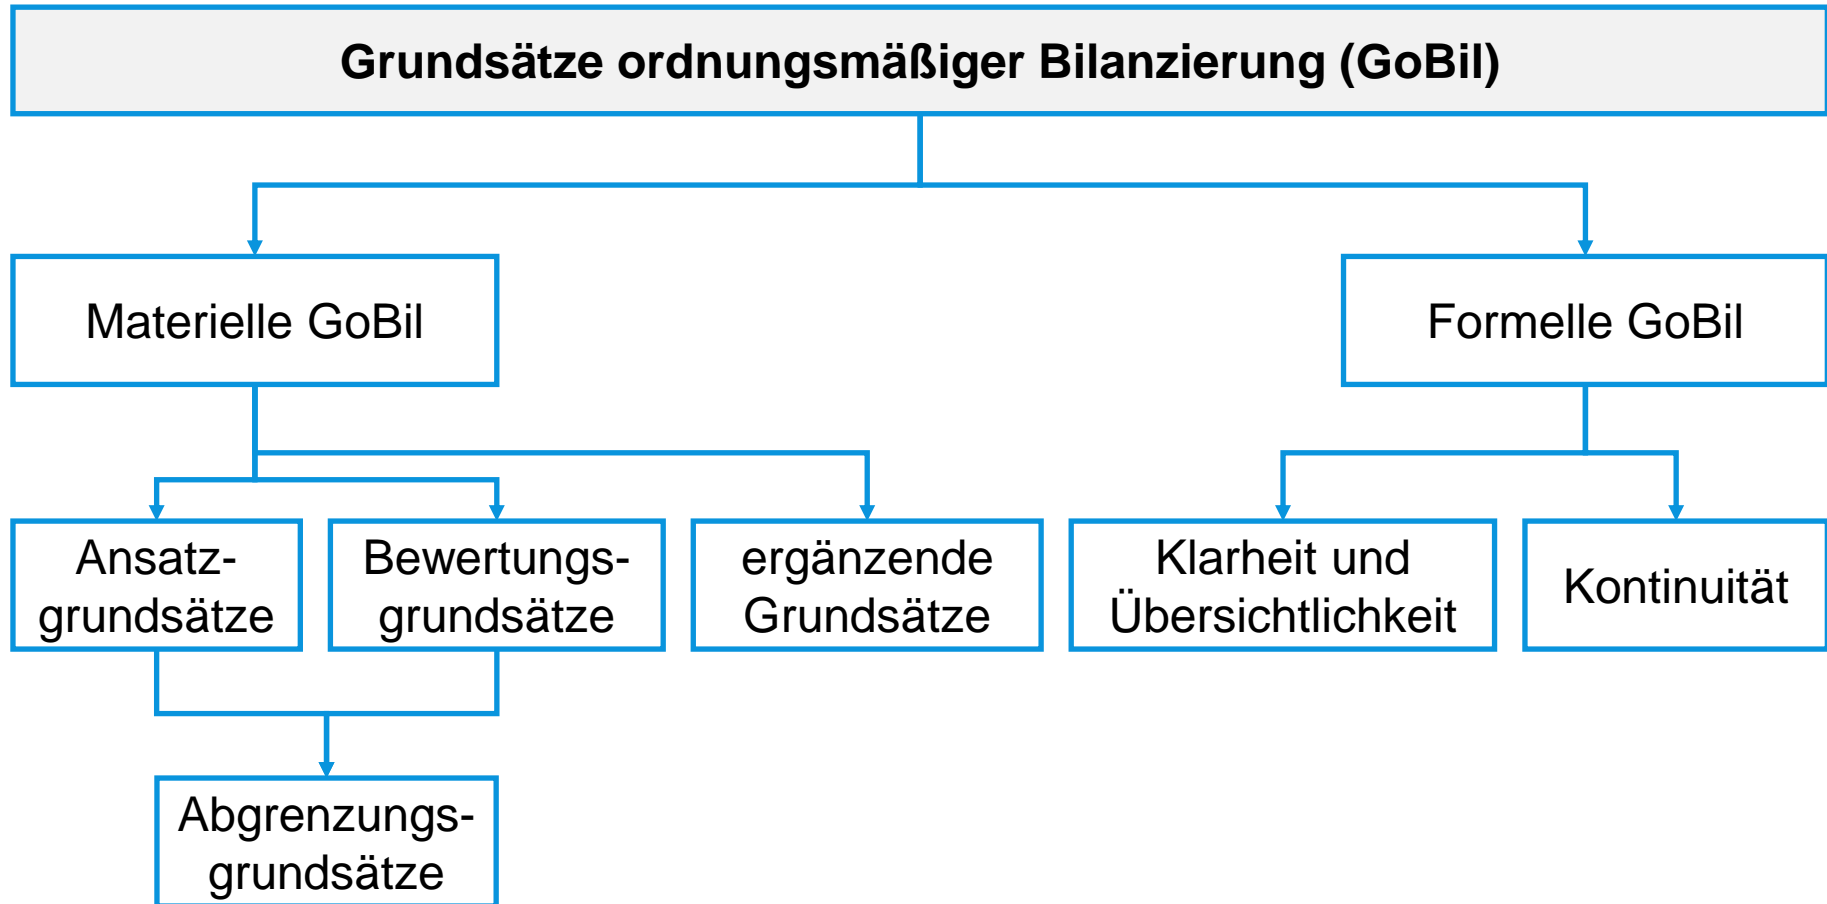 Grundsätze ordnungsmäßiger Bilanzierung (GoBil)
Materielle GoBil
Formelle GoBil
Ansatz-
grundsätze
Bewertungs-
grundsätze
ergänzende
Grundsätze
Klarheit und
Übersichtlichkeit
Kontinuität
Abgrenzungs-
grundsätze